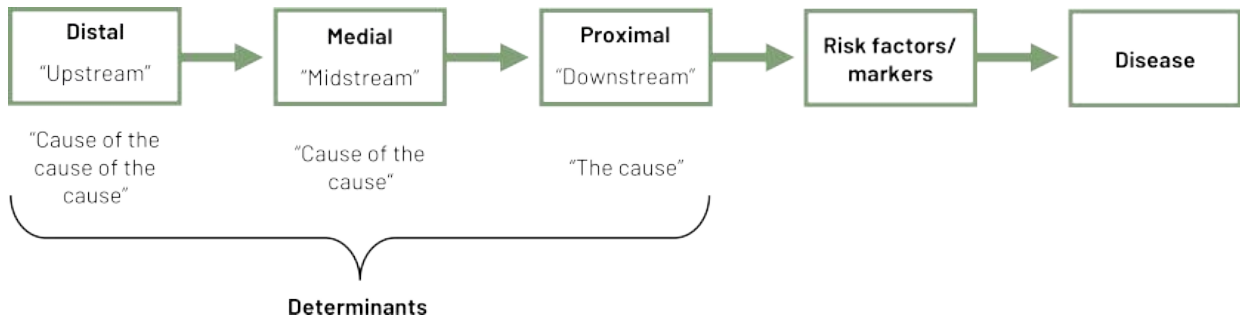 Distal
"Upstream"
Medial
"Midstream"
Proximal
"Downstream"
Risk factors/
markers
Disease
"Cause of the
cause of the
cause"
"Cause of the
cause"
"The cause"
Determinants